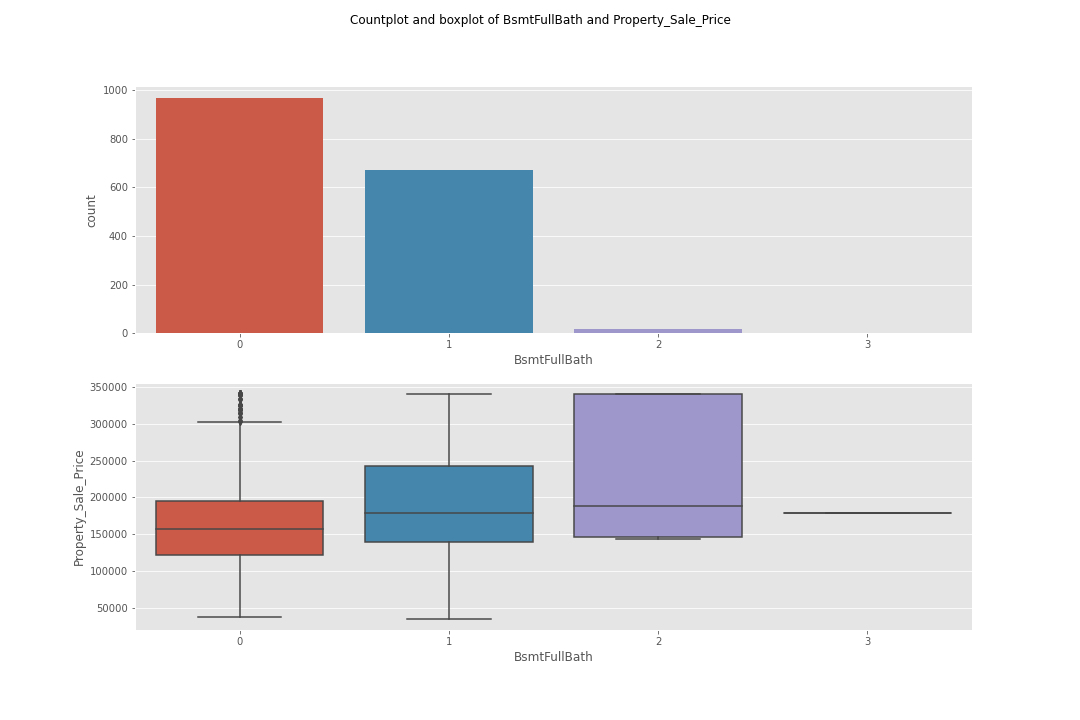 Countplot and boxplot of BsmtFullBath and Property_Sale_Price
1000
800
600
400
200
0
count
0 1 2 3
BsmtFullBath
350000
300000
250000
200000
150000
100000
50000
Property_Sale_Price
0 1 2 3
BsmtFullBath